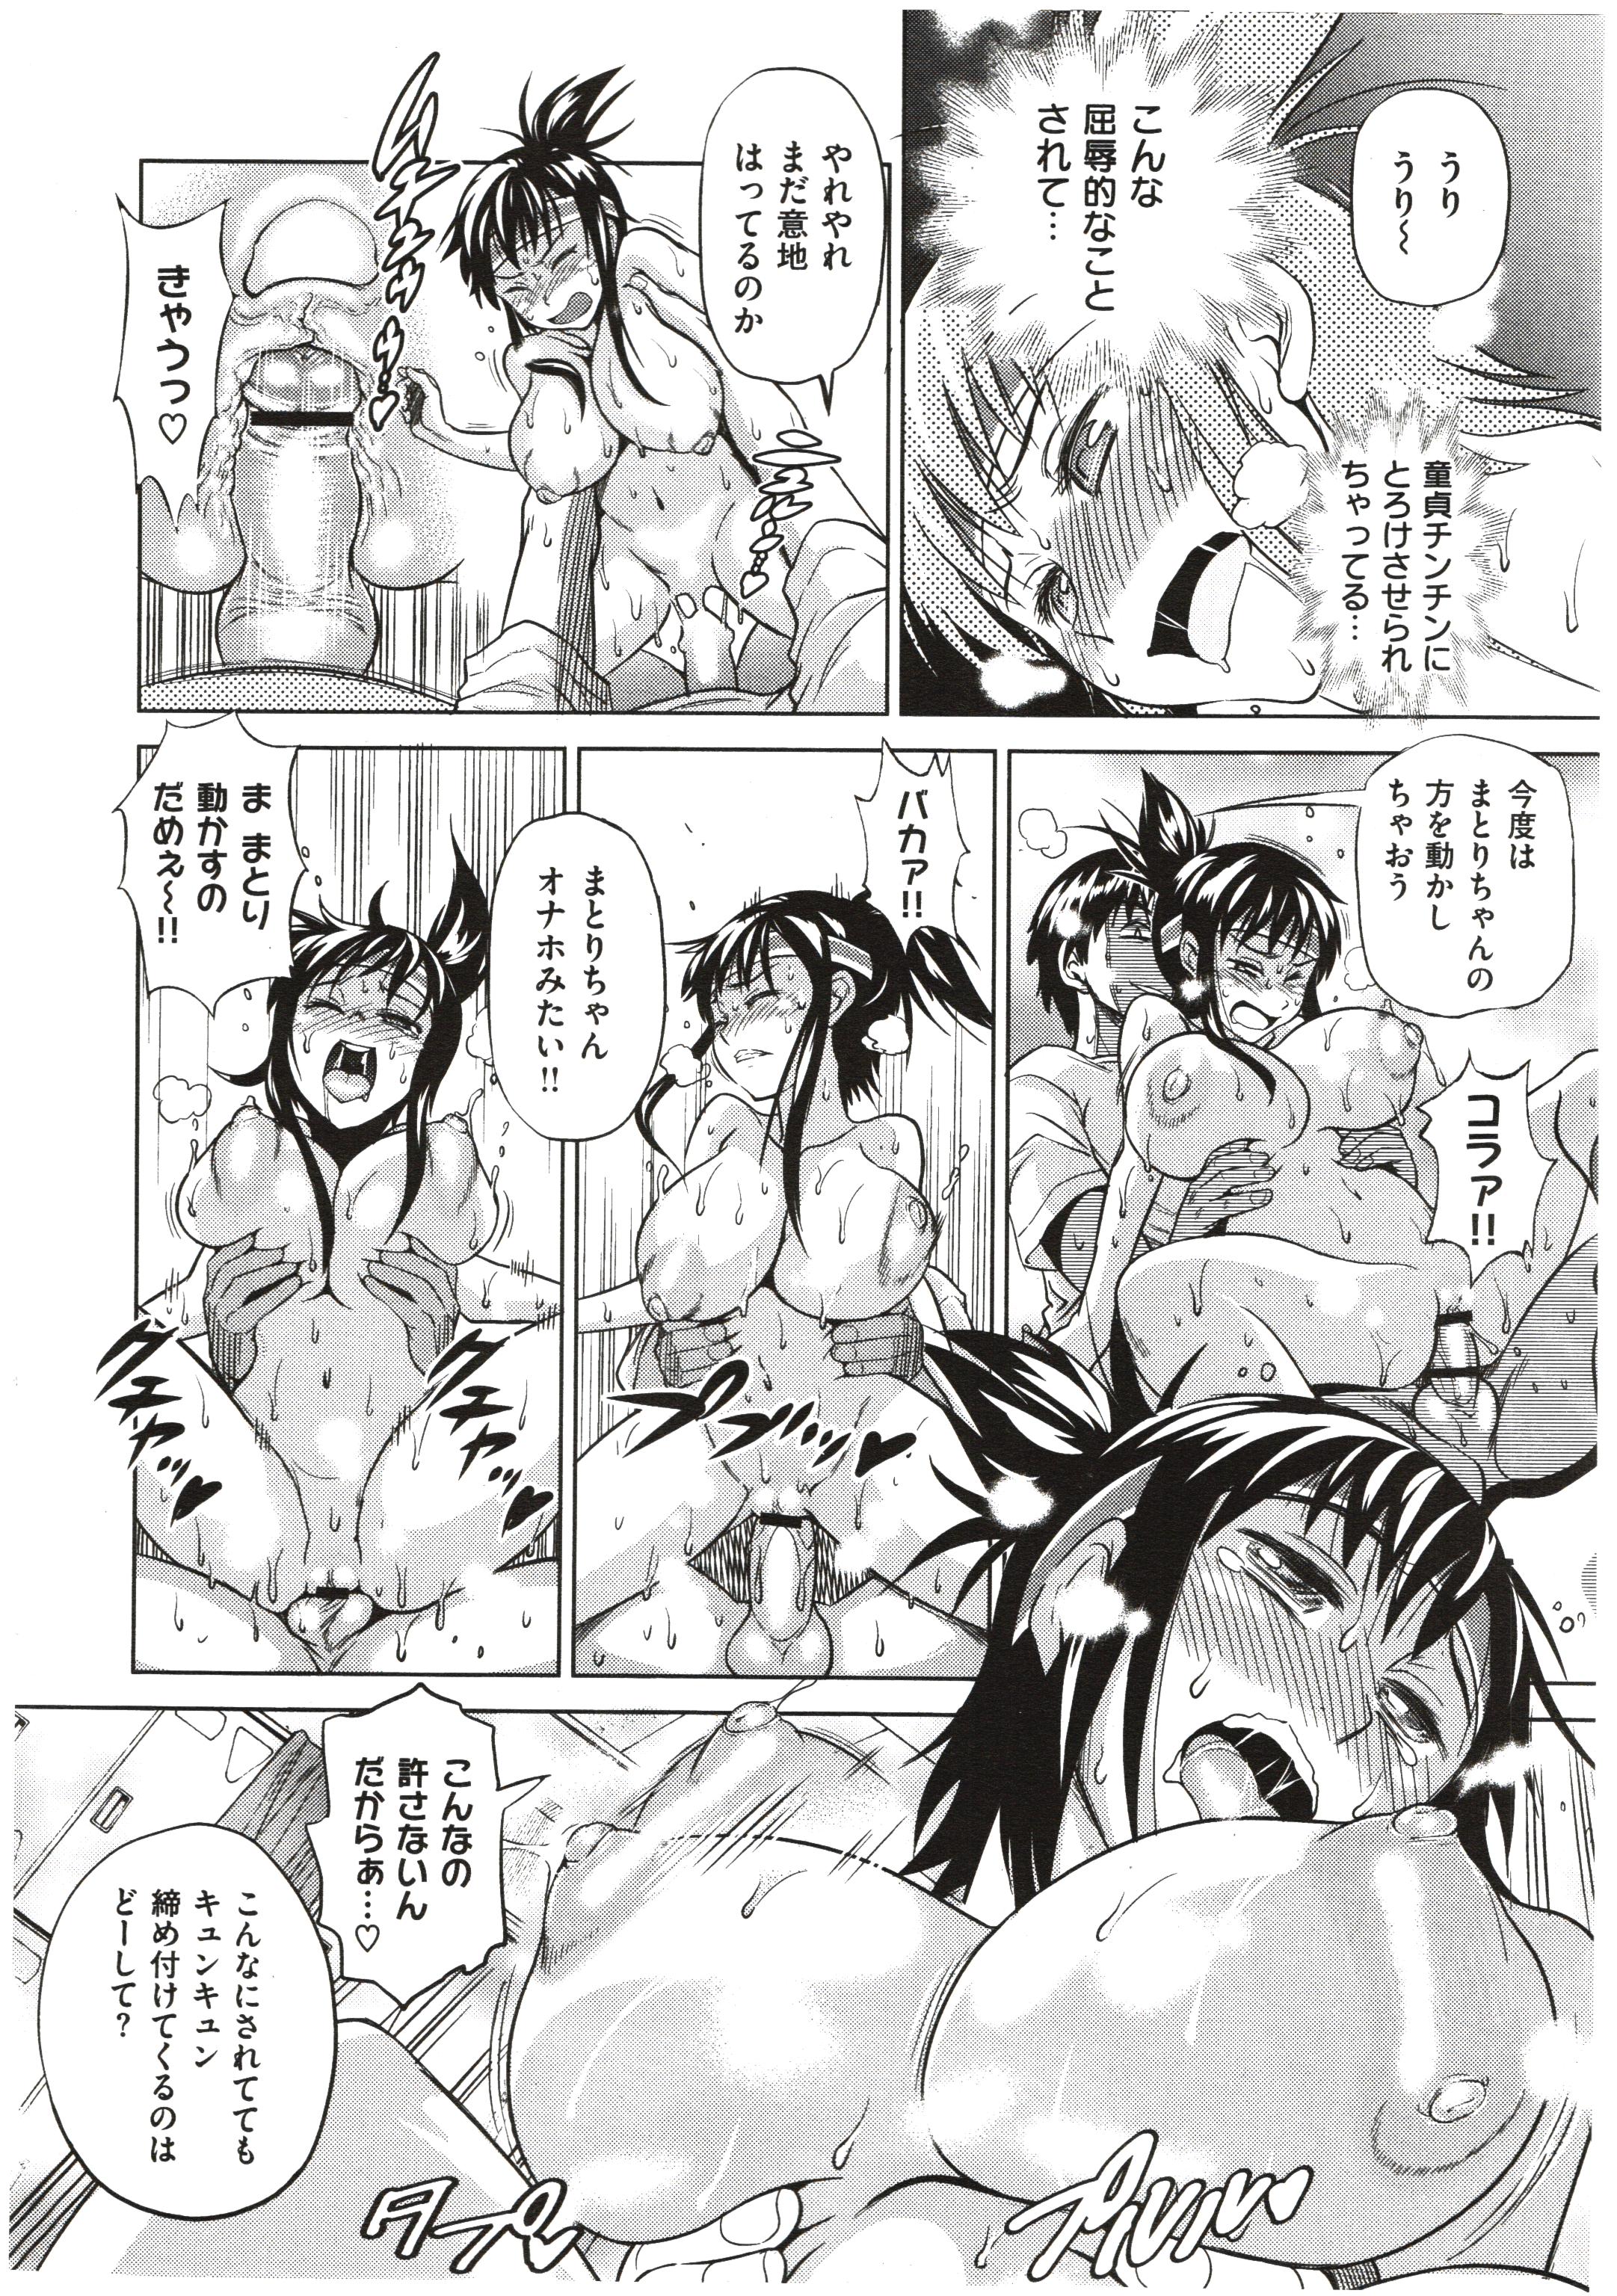 うり
うり～
こんな
屈辱的なこと
されて…
童貞チンチンに
とろけさせられ
ちゃってる…
やれやれ
まだ意地
はってるのか
きゃうっ♡
今度は
まとりちゃんの
方を動かし
ちゃおう
コラァ!!
バカァ!!
まとりちゃん
オナホみたい!!
ま まとり
動かすの
だめぇ～!!
こんなの
許さないん
だからぁ…♡
こんなにされてても
キュンキュン
締め付けてくるのは
どーして？
タプン